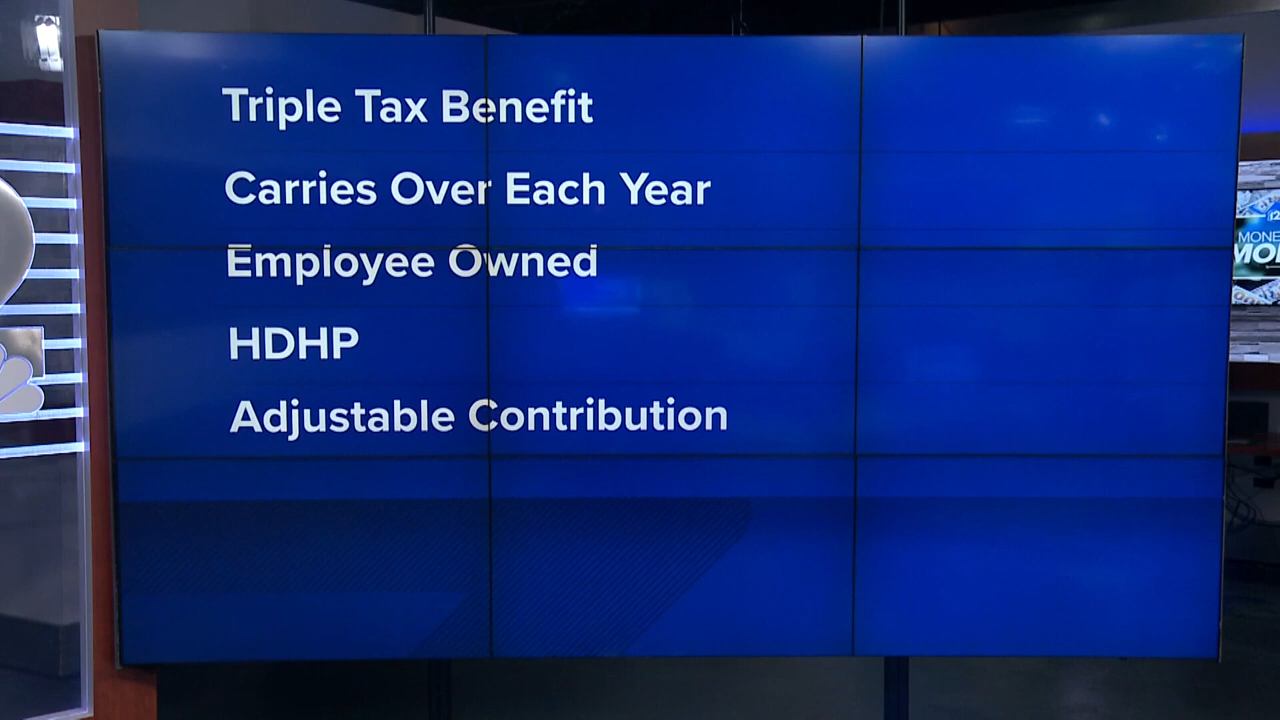 Triple Tax Benefit
Carries Over Each Year
Employee Owned
HDHP
Adjustable Contribution